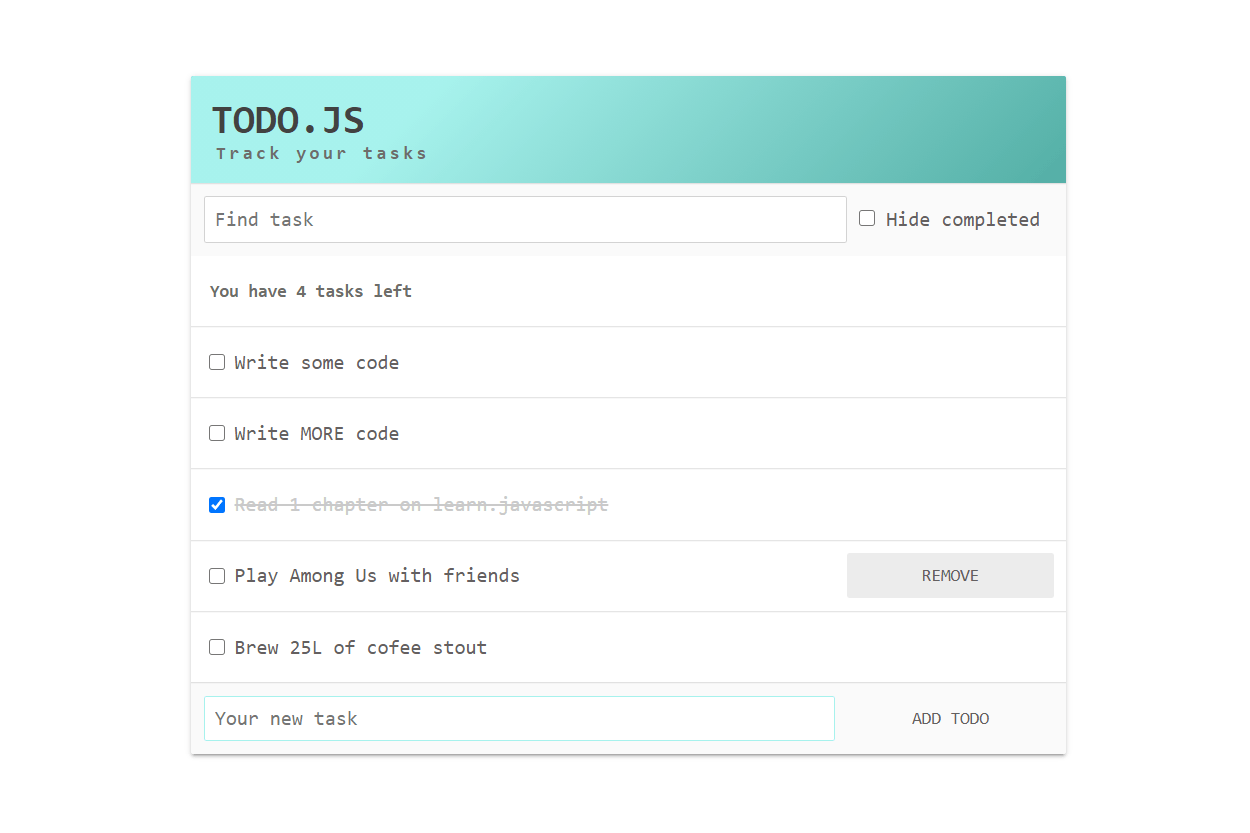 TODO.JS
Track your tasks
Find task
Hide completed
You have 4 tasks left
Write some code
Write MORE code
Read 1 chapter on learn.javascript
Play Among Us with friends
REMOVE
Brew 25L of cofee stout
Your new task
ADD TODO